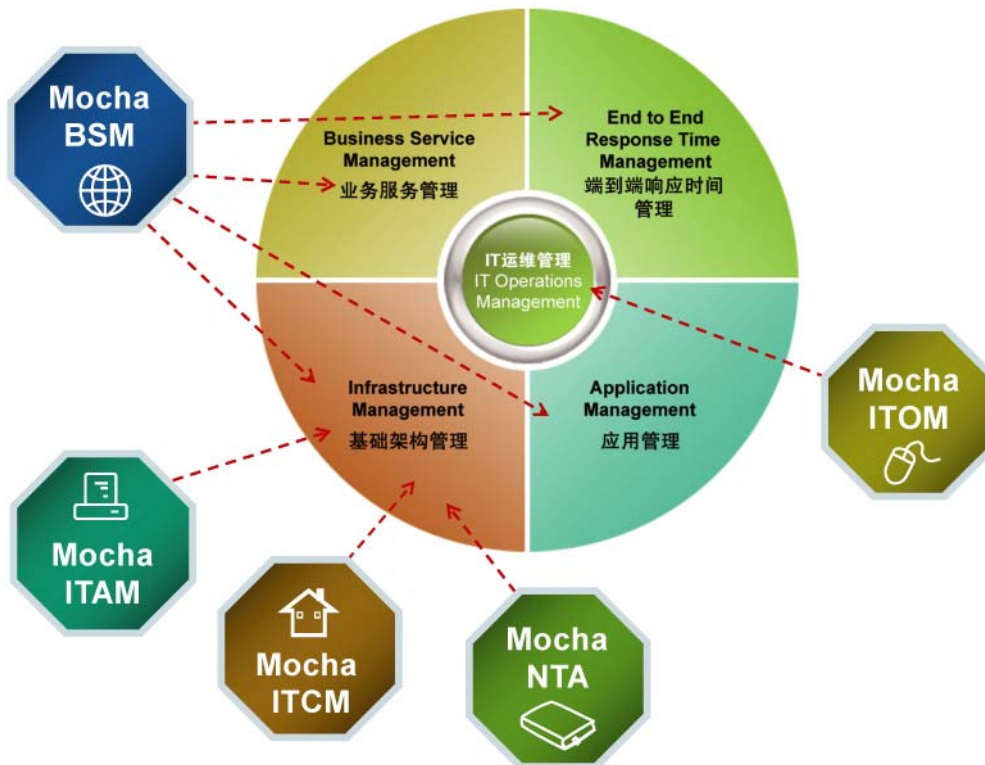 Mocha
BSM
Business Service
Management
业务服务管理
End to End
Response Time
Management
端到端响应时间
管理
IT运维管理
IT Operations
Management
Infrastructure
Management
基础架构管理
Application
Management
应用管理
Mocha
ITOM
Mocha
ITAM
Mocha
ITCM
Mocha
NTA